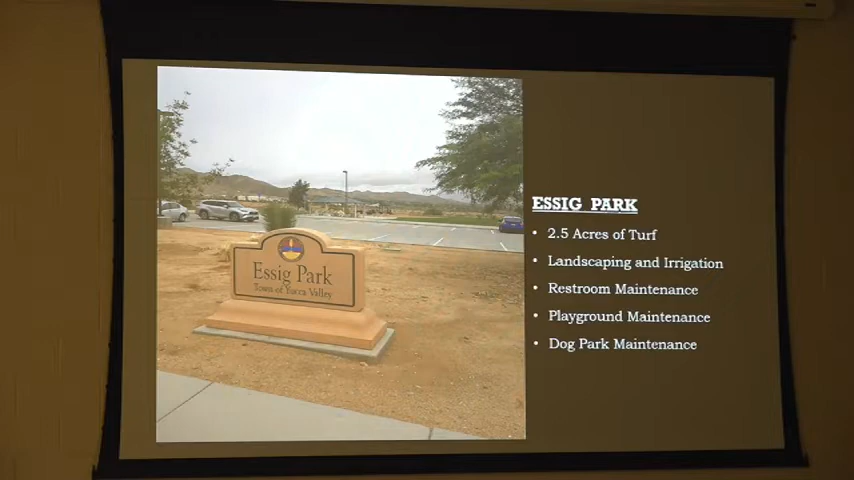 Essig Park
Town of Yucca Valley
ESSIG PARK
• 2.5 Acres of Turf
• Landscaping and Irrigation
• Restroom Maintenance
• Playground Maintenance
• Dog Park Maintenance